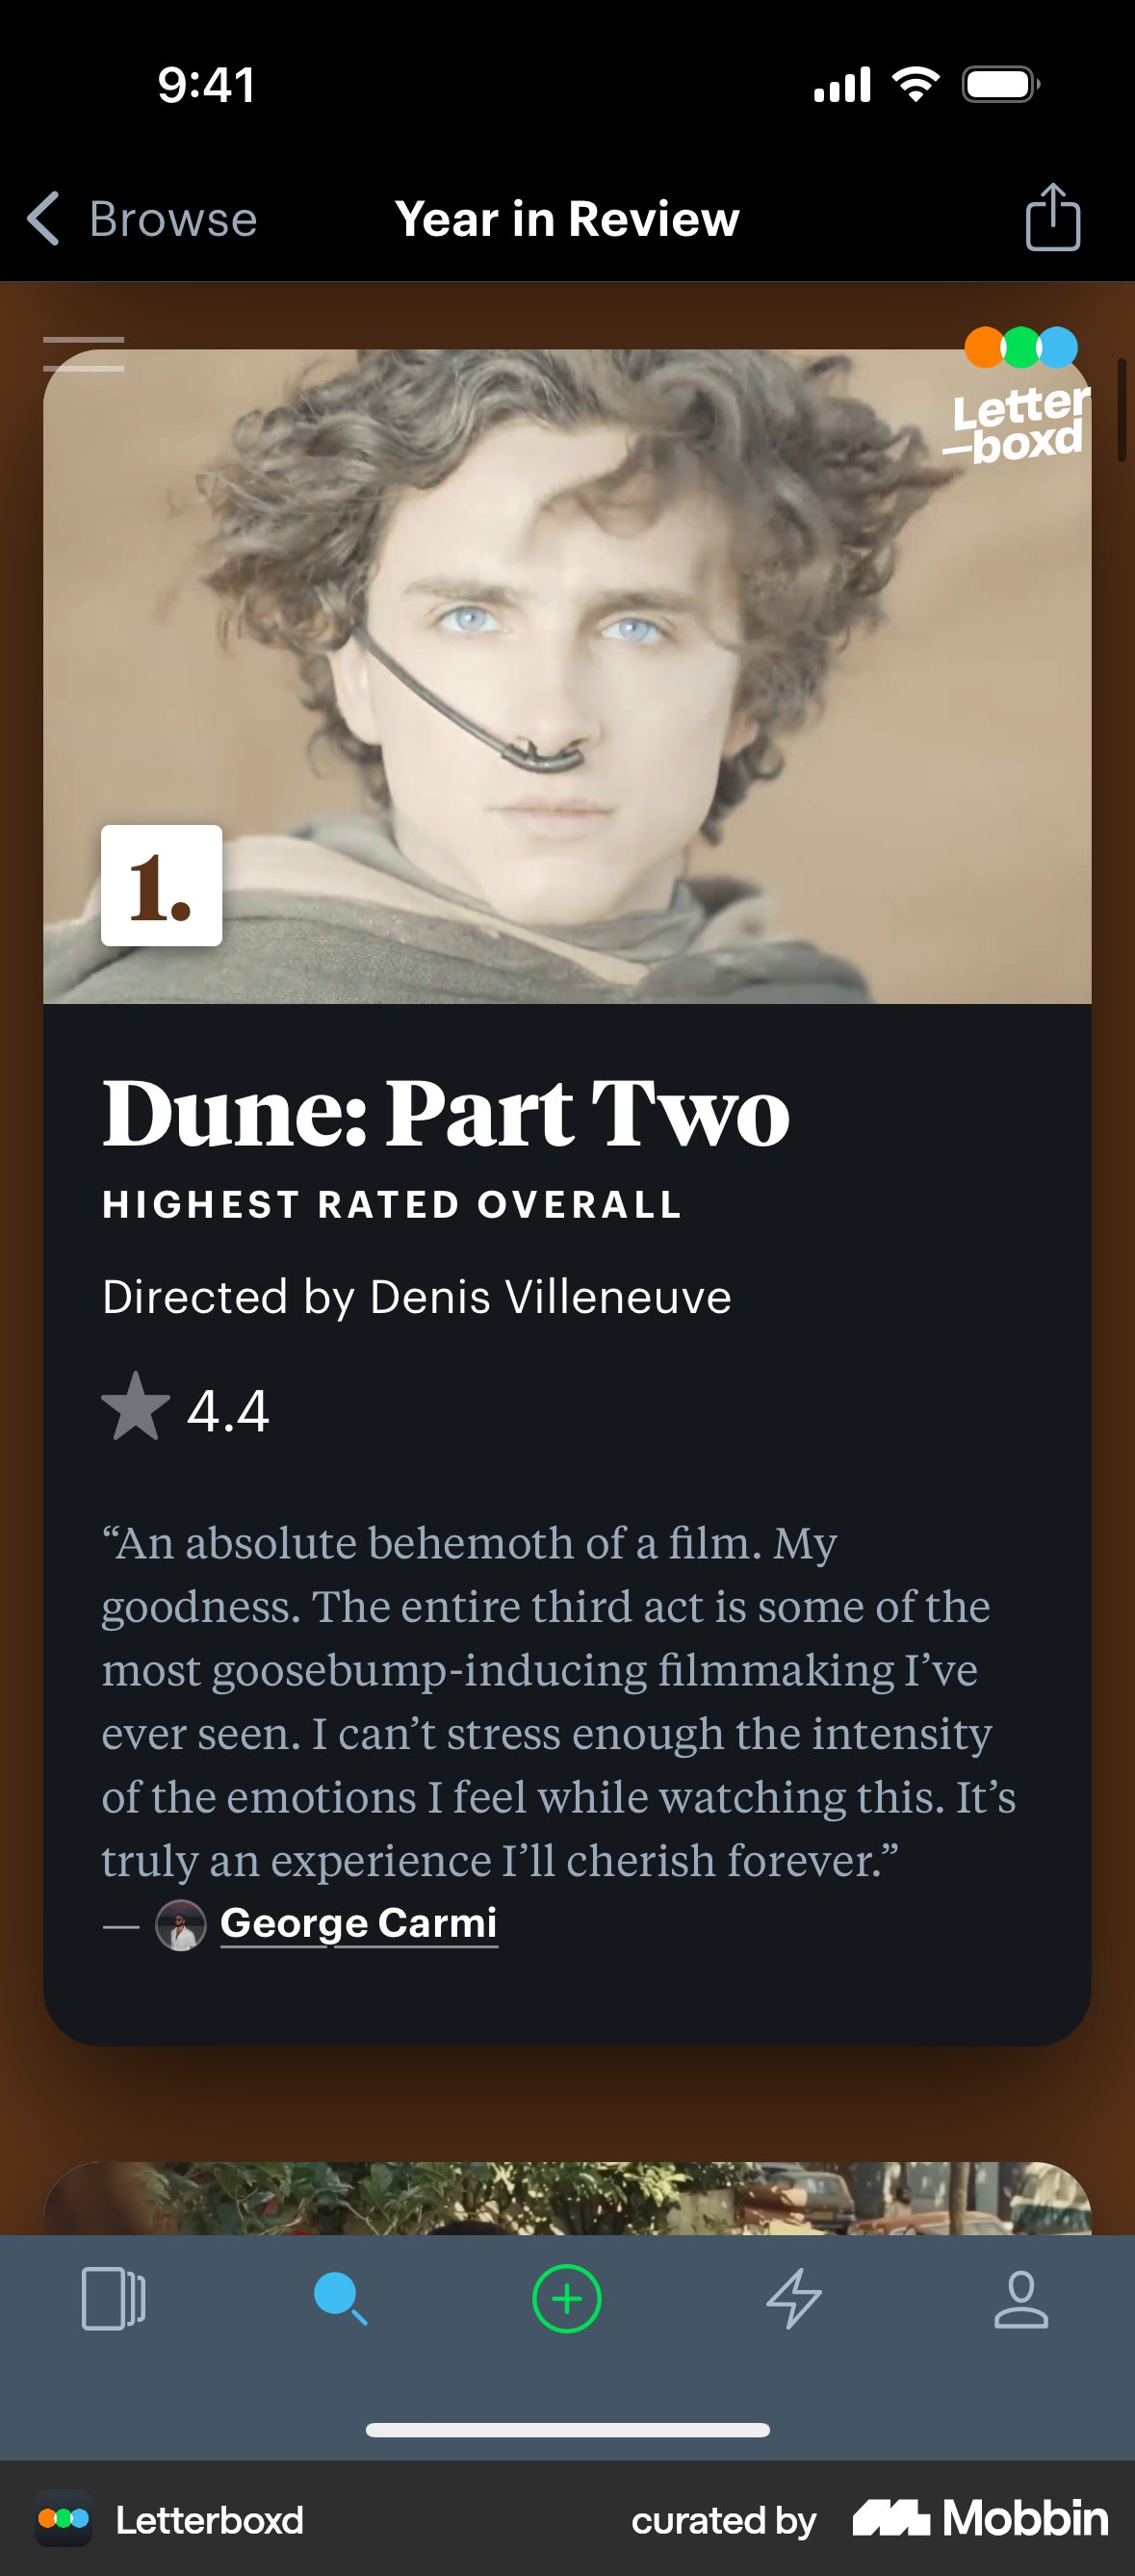 9:41
Browse
Year in Review
Letter
—boxd
1.
Dune: Part Two
HIGHEST RATED OVERALL
Directed by Denis Villeneuve
4.4
“An absolute behemoth of a film. My
goodness. The entire third act is some of the
most goosebump-inducing filmmaking I’ve
ever seen. I can’t stress enough the intensity
of the emotions I feel while watching this. It’s
truly an experience I’ll cherish forever.”
— George Carmi
Letterboxd
curated by Mobbin